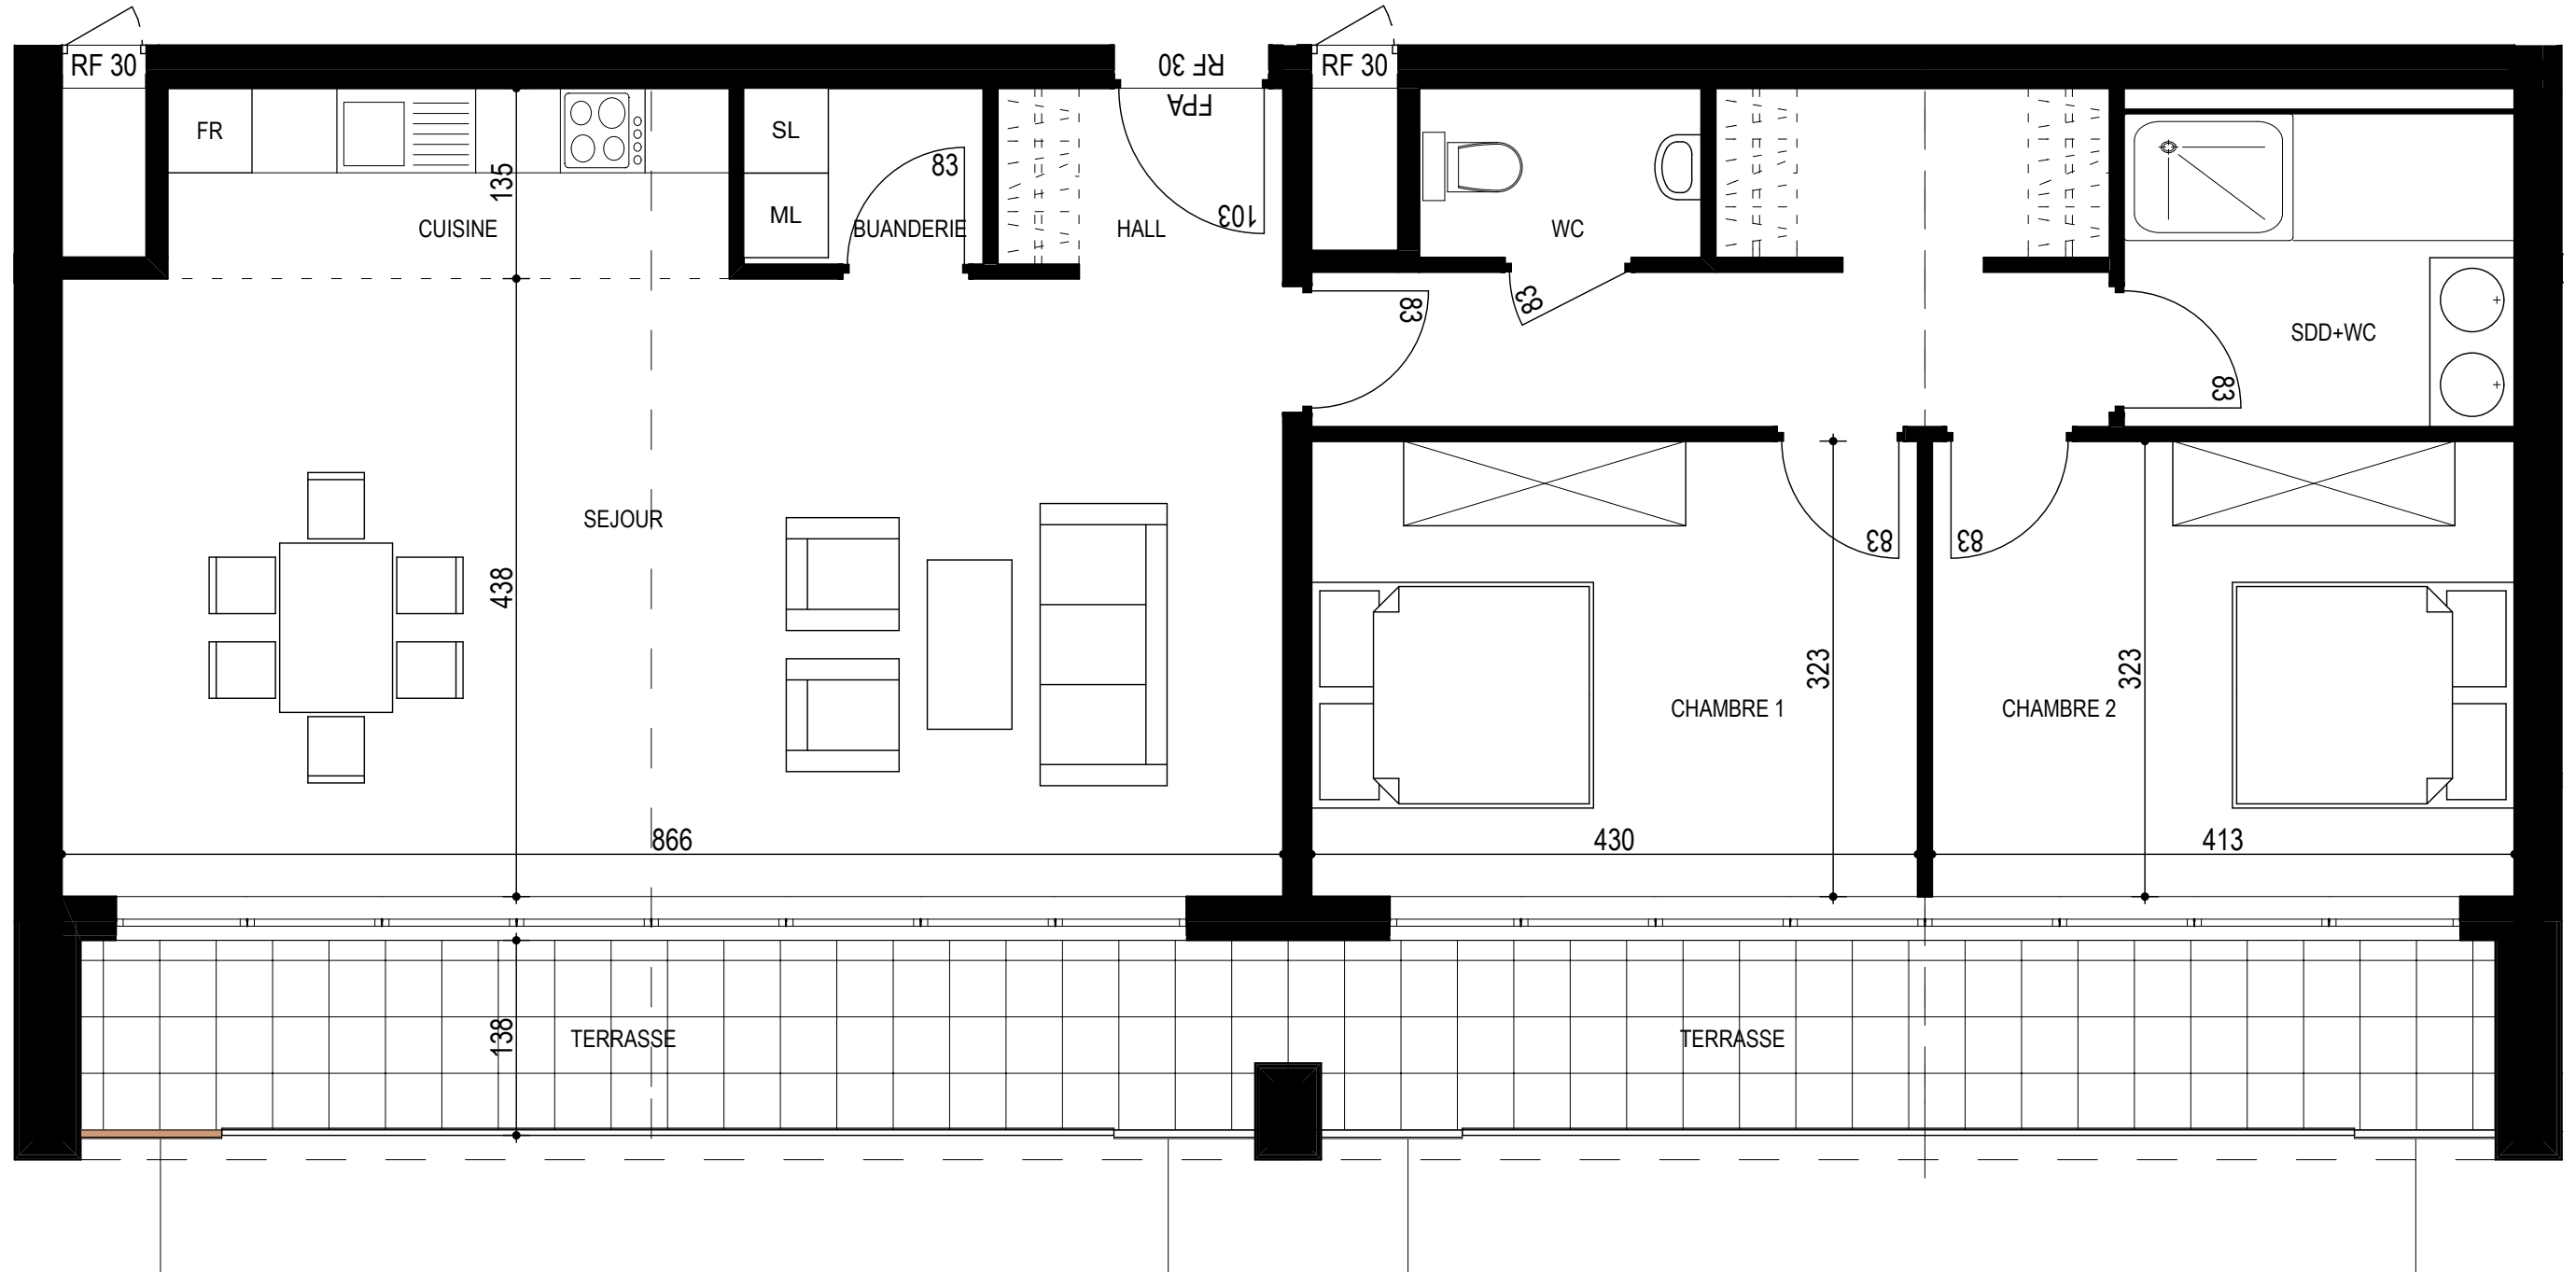 RF 30
RF 30
FPA
RF 30
FR
SL
ML
83
135
CUISINE
BUANDERIE
HALL
103
WC
83
83
SDD+WC
83
SEJOUR
438
83
83
323
323
CHAMBRE 1
CHAMBRE 2
866
430
413
138
TERRASSE
TERRASSE